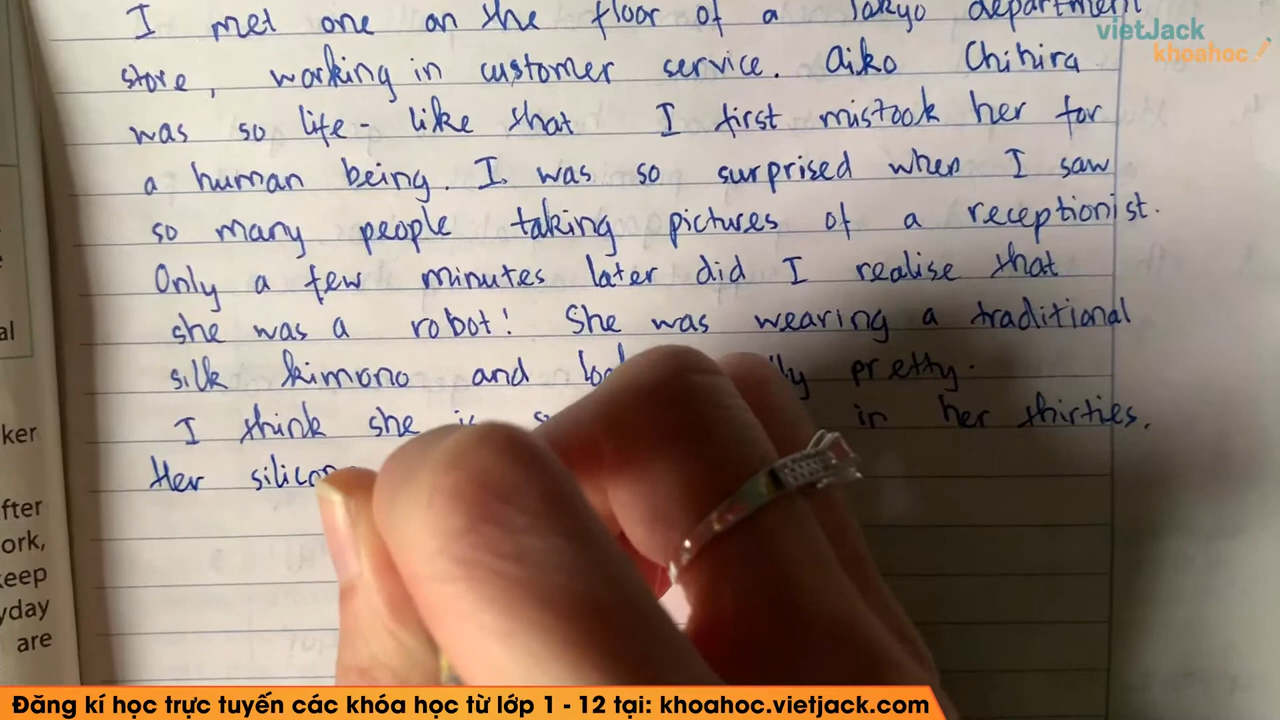 I met one on the floor of a Tokyo department
store, working in customer service. Aiko Chihira
was so life-like that I first mistook her for
a human being. I was so surprised when I saw
so many people taking pictures of a receptionist.
Only a few minutes later did I realise that
she was a robot! She was wearing a traditional
silk kimono and pretty.
I think she is in her thirties.
Her silicon
vietJack
khoahoc
al
ker
fter
ork,
keep
yday
are
Đăng kí học trực tuyến các khóa học từ lớp 1 - 12 tại: khoahoc.vietjack.com